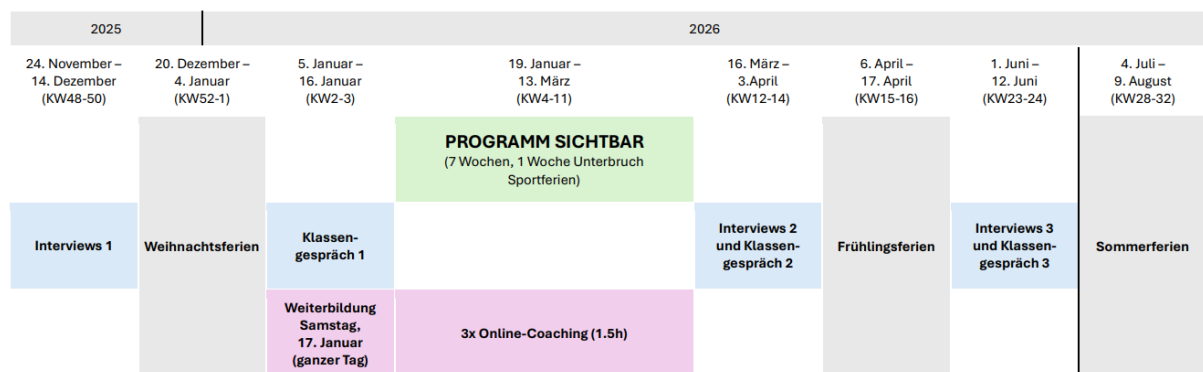 2025
2026
24. November –
14. Dezember
(KW48-50)
20. Dezember –
4. Januar
(KW52-1)
5. Januar –
16. Januar
(KW2-3)
19. Januar –
13. März
(KW4-11)
16. März –
3.April
(KW12-14)
6. April –
17. April
(KW15-16)
1. Juni –
12. Juni
(KW23-24)
4. Juli –
9. August
(KW28-32)
PROGRAMM SICHTBAR
(7 Wochen, 1 Woche Unterbruch
Sportferien)
Interviews 1
Weihnachtsferien
Klassen-
gespräch 1
Interviews 2
und Klassen-
gespräch 2
Frühlingsferien
Interviews 3
und Klassen-
gespräch 3
Sommerferien
Weiterbildung
Samstag,
17. Januar
(ganzer Tag)
3x Online-Coaching (1.5h)